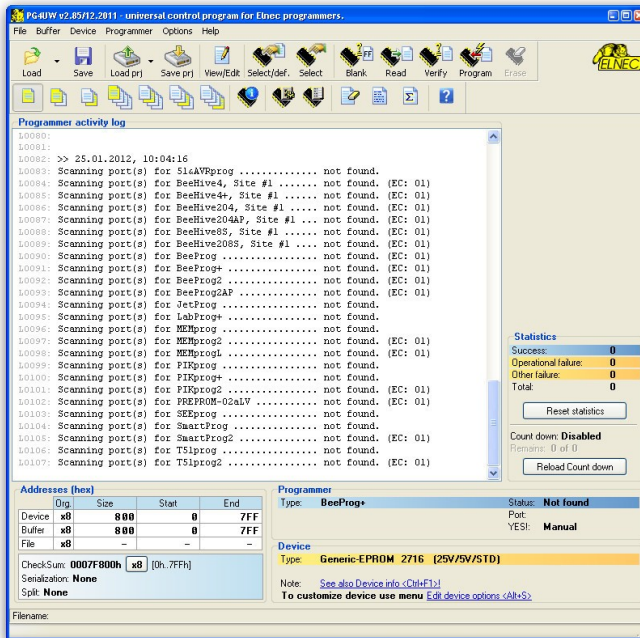 PG4UW v2.85/12.2011 - universal control program for Elnec programmers.
File Buffer Device Programmer Options Help
Load Save Load prj Save prj View/Edit Select/def. Select Blank Read Verify Program Erase
ELNEC
Programmer activity log
L0080:
L0081:
L0082: >> 25.01.2012, 10:04:16
L0083: Scanning port(s) for 51&AVRprog .............. not found.
L0084: Scanning port(s) for BeeHive4, Site #1 ....... not found. (EC: 01)
L0085: Scanning port(s) for BeeHive4+, Site #1 ...... not found. (EC: 01)
L0086: Scanning port(s) for BeeHive204, Site #1 ..... not found. (EC: 01)
L0087: Scanning port(s) for BeeHive204AP, Site #1 ... not found. (EC: 01)
L0088: Scanning port(s) for BeeHive8S, Site #1 ...... not found. (EC: 01)
L0089: Scanning port(s) for BeeHive208S, Site #1 .... not found. (EC: 01)
L0090: Scanning port(s) for BeeProg ................. not found. (EC: 01)
L0091: Scanning port(s) for BeeProg+ ................ not found. (EC: 01)
L0092: Scanning port(s) for BeeProg2 ................ not found. (EC: 01)
L0093: Scanning port(s) for BeeProg2AP .............. not found. (EC: 01)
L0094: Scanning port(s) for JetProg ................. not found.
L0095: Scanning port(s) for LabProg+ ................ not found.
L0096: Scanning port(s) for MEMprog ................. not found.
L0097: Scanning port(s) for MEMprog2 ................ not found. (EC: 01)
L0098: Scanning port(s) for MEMprogL ................ not found. (EC: 01)
L0099: Scanning port(s) for PIKprog ................. not found.
L0100: Scanning port(s) for PIKprog+ ................ not found.
L0101: Scanning port(s) for PIKprog2 ................ not found. (EC: 01)
L0102: Scanning port(s) for PREPROM-02aLV ........... not found. (EC: 01)
L0103: Scanning port(s) for SEEprog ................. not found.
L0104: Scanning port(s) for SmartProg ............... not found.
L0105: Scanning port(s) for SmartProg2 .............. not found. (EC: 01)
L0106: Scanning port(s) for T51prog ................. not found.
L0107: Scanning port(s) for T51prog2 ................ not found. (EC: 01)
Statistics
Success: 0
Operational failure: 0
Other failure: 0
Total: 0
Reset statistics
Count down: Disabled
Remains: 0 of 0
Reload Count down
Addresses (hex)
Org. Size Start End
Device x8 800 0 7FF
Buffer x8 800 0 7FF
File x8 - - -
CheckSum: 0007F800h x8 [0h..7FFh]
Serialization: None
Split: None
Programmer
Type: BeeProg+ Status: Not found
Port:
YES!: Manual
Device
Type: Generic-EPROM 2716 (25V/5V/STD)
Note: See also Device info <Ctrl+F1>!
To customize device use menu Edit device options <Alt+S>
Filename: